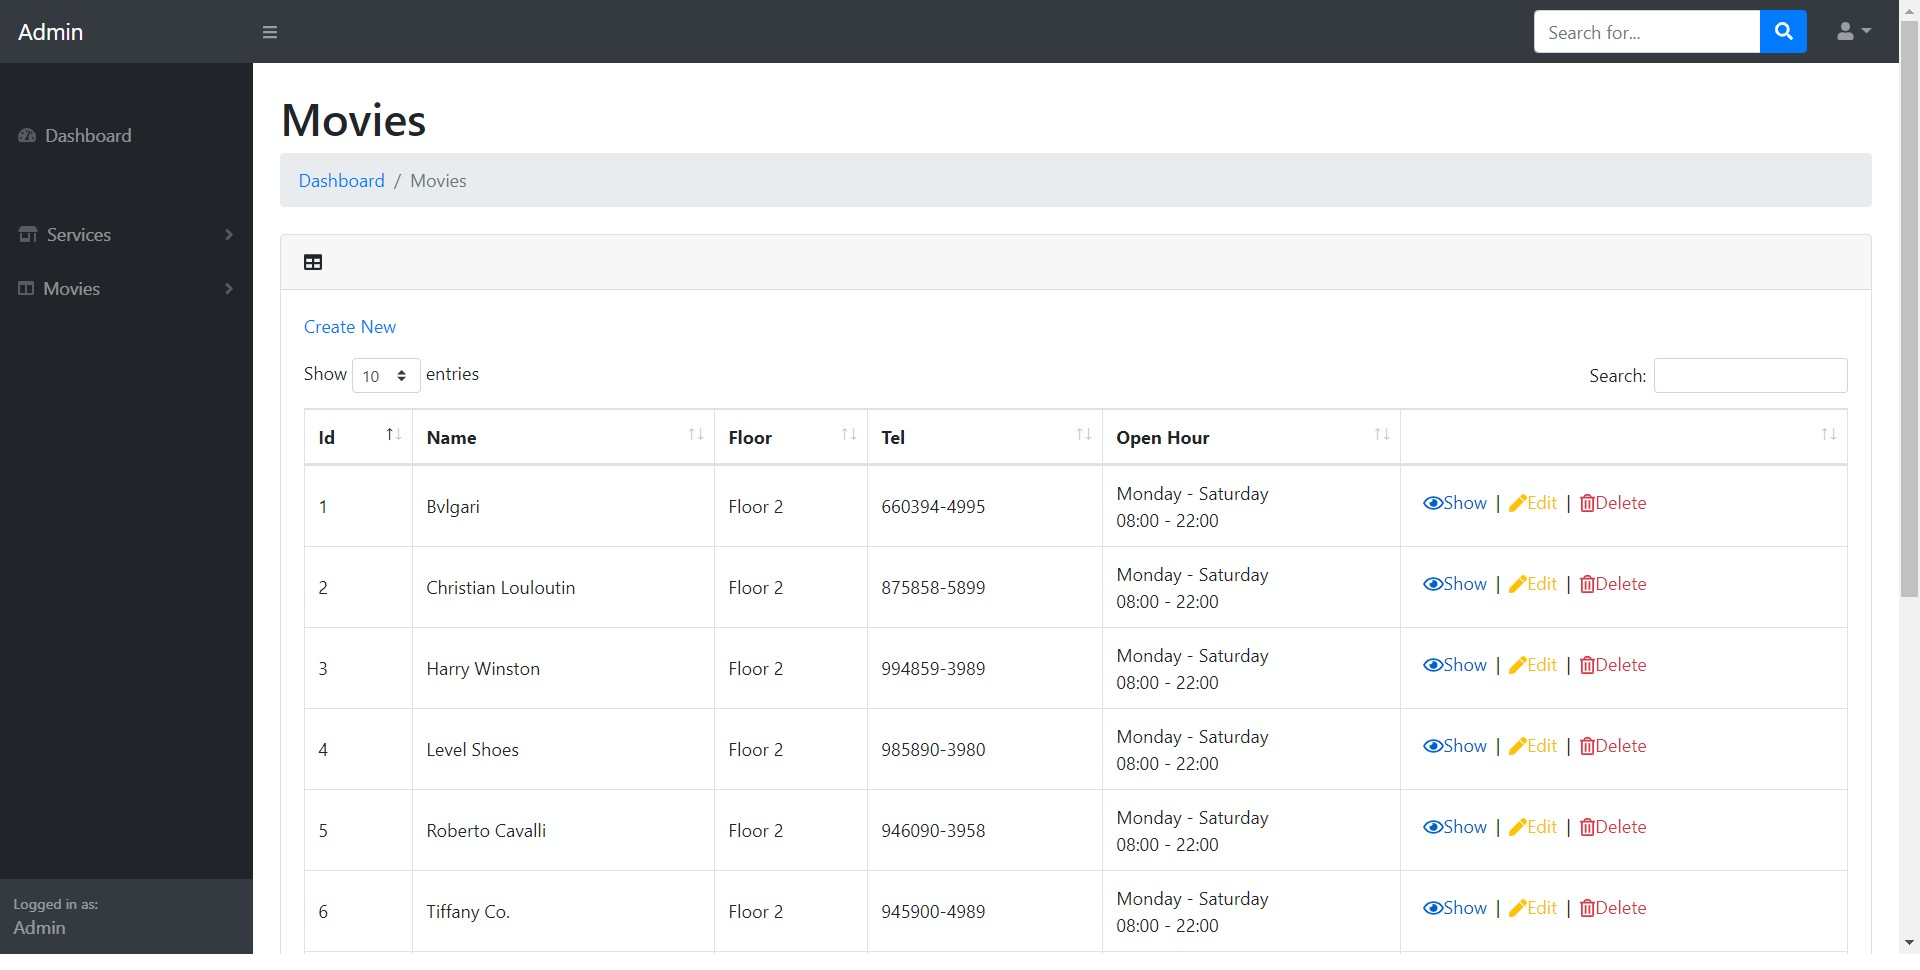 Admin
Search for...
Dashboard
Services
Movies
Logged in as:
Admin
Movies
Dashboard / Movies
Create New
Show 10 entries
Search:
Id Name Floor Tel Open Hour
1 Bvlgari Floor 2 660394-4995 Monday - Saturday
08:00 - 22:00 Show | Edit | Delete
2 Christian Louloutin Floor 2 875858-5899 Monday - Saturday
08:00 - 22:00 Show | Edit | Delete
3 Harry Winston Floor 2 994859-3989 Monday - Saturday
08:00 - 22:00 Show | Edit | Delete
4 Level Shoes Floor 2 985890-3980 Monday - Saturday
08:00 - 22:00 Show | Edit | Delete
5 Roberto Cavalli Floor 2 946090-3958 Monday - Saturday
08:00 - 22:00 Show | Edit | Delete
6 Tiffany Co. Floor 2 945900-4989 Monday - Saturday
08:00 - 22:00 Show | Edit | Delete